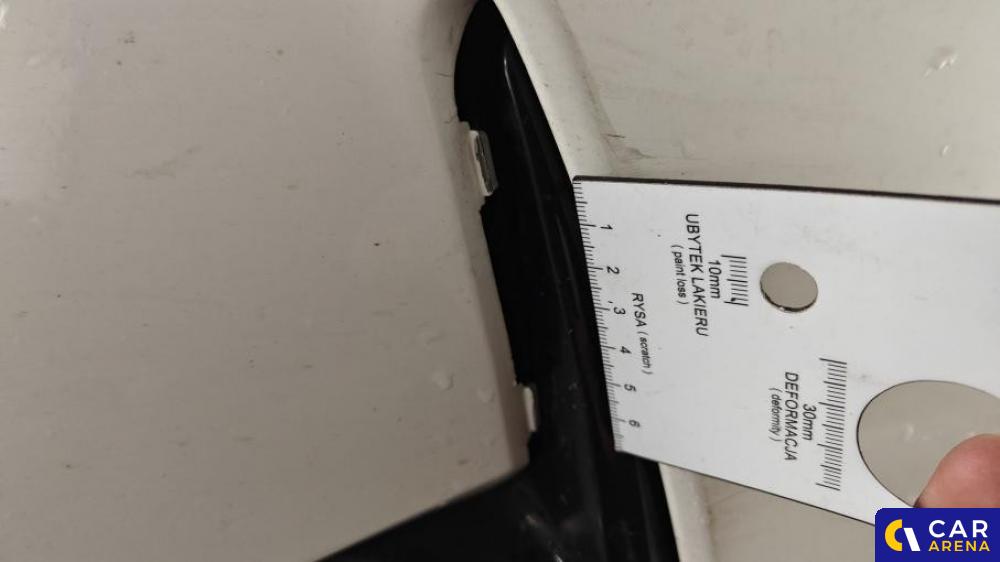 1
2
3
4
5
6
RYSA (scratch)
10mm
UBYTEK LAKIERU
(paint loss)
30mm
DEFORMACJA
(deformity)
CAR
ARENA